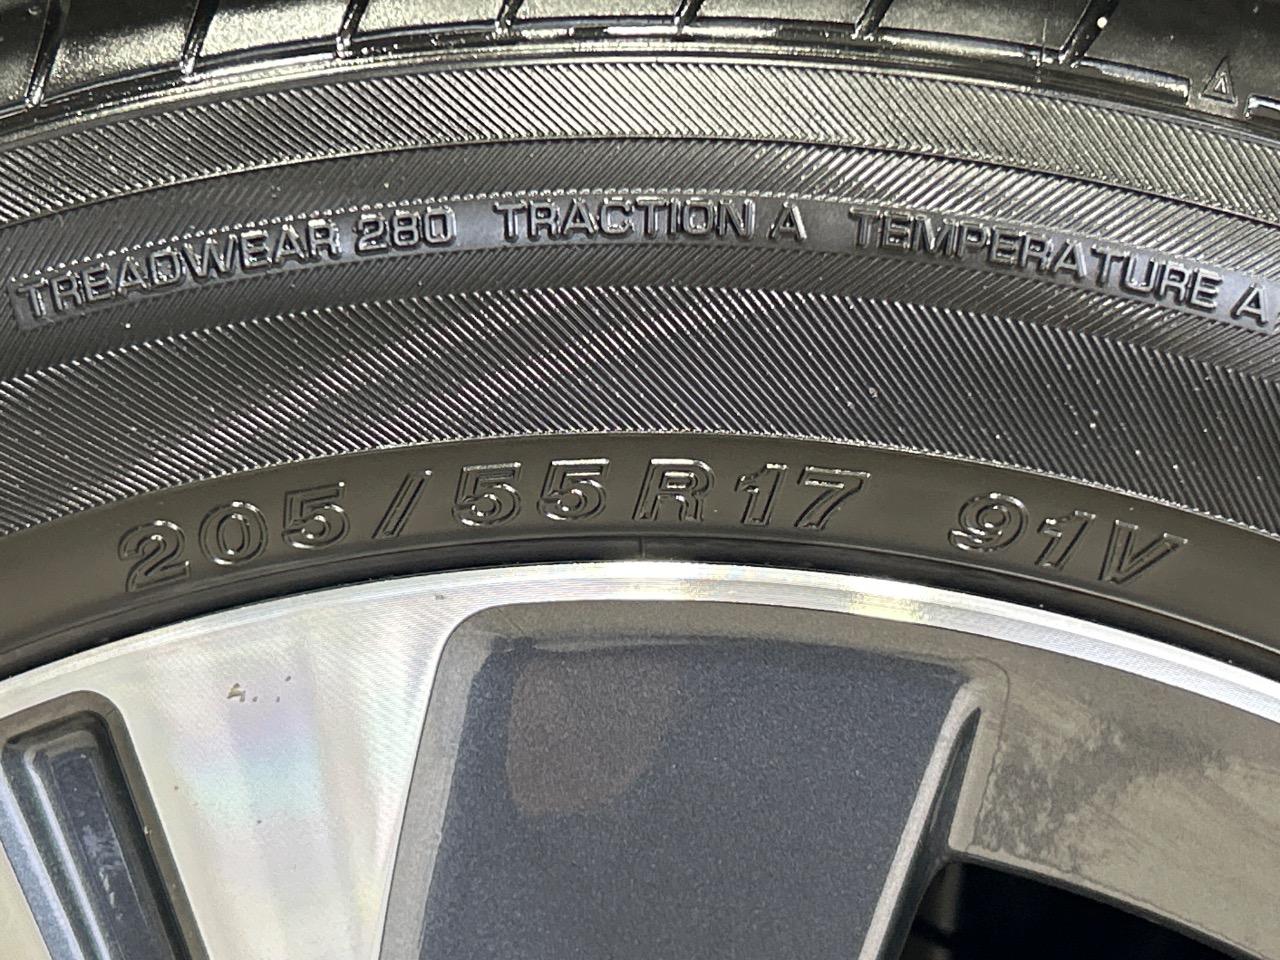 TREADWEAR 280 TRACTION A TEMPERATURE A
205/55R17 91V